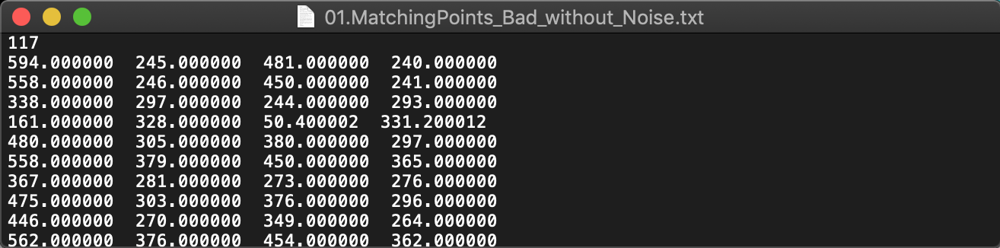 01.MatchingPoints_Bad_without_Noise.txt
117
594.000000  245.000000  481.000000  240.000000
558.000000  246.000000  450.000000  241.000000
338.000000  297.000000  244.000000  293.000000
161.000000  328.000000  50.400002  331.200012
480.000000  305.000000  380.000000  297.000000
558.000000  379.000000  450.000000  365.000000
367.000000  281.000000  273.000000  276.000000
475.000000  303.000000  376.000000  296.000000
446.000000  270.000000  349.000000  264.000000
562.000000  376.000000  454.000000  362.000000